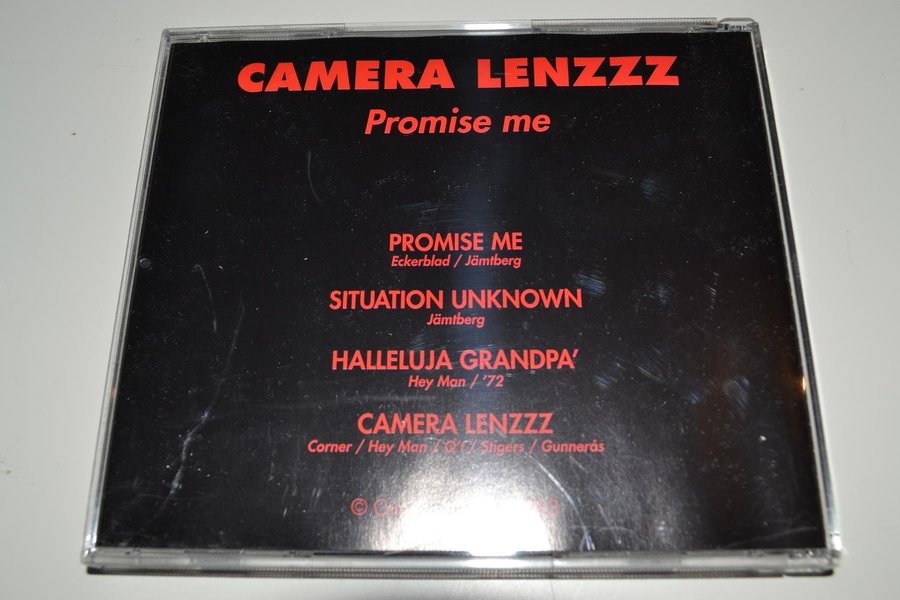 CAMERA LENZZZ
Promise me
PROMISE ME
Eckerblad / Jämtberg
SITUATION UNKNOWN
Jämtberg
HALLELUJA GRANDPA'
Hey Man / '72
CAMERA LENZZZ
Corner / Hey Man / Q'f / Stigers / Gunnerås
©